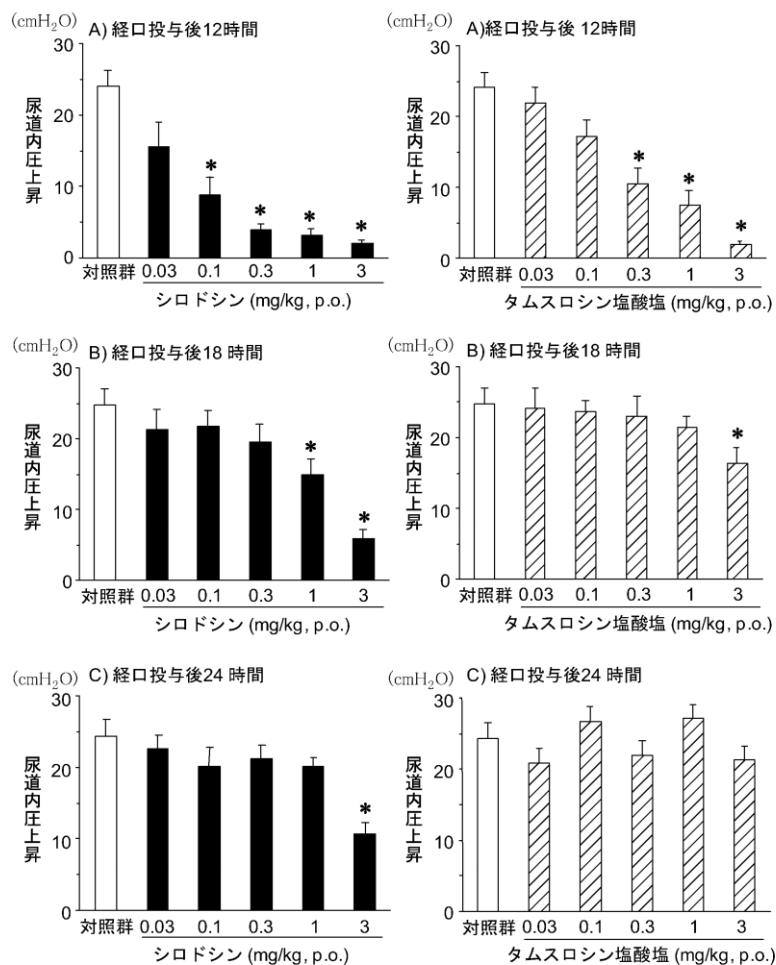 (cmH₂O) A) 経口投与後12時間
尿道内圧上昇
30
20
10
0
*
*
*
*
対照群 0.03 0.1 0.3 1 3
シロドシン (mg/kg, p.o.)
(cmH₂O) A)経口投与後 12時間
尿道内圧上昇
30
20
10
0
*
*
*
対照群 0.03 0.1 0.3 1 3
タムスロシン塩酸塩 (mg/kg, p.o.)
(cmH₂O) B) 経口投与後18 時間
尿道内圧上昇
30
20
10
0
*
*
対照群 0.03 0.1 0.3 1 3
シロドシン (mg/kg, p.o.)
(cmH₂O) B) 経口投与後18 時間
尿道内圧上昇
30
20
10
0
*
対照群 0.03 0.1 0.3 1 3
タムスロシン塩酸塩 (mg/kg, p.o.)
(cmH₂O) C) 経口投与後24 時間
尿道内圧上昇
30
20
10
0
*
対照群 0.03 0.1 0.3 1 3
シロドシン (mg/kg, p.o.)
(cmH₂O) C) 経口投与後24 時間
尿道内圧上昇
30
20
10
0
対照群 0.03 0.1 0.3 1 3
タムスロシン塩酸塩 (mg/kg, p.o.)